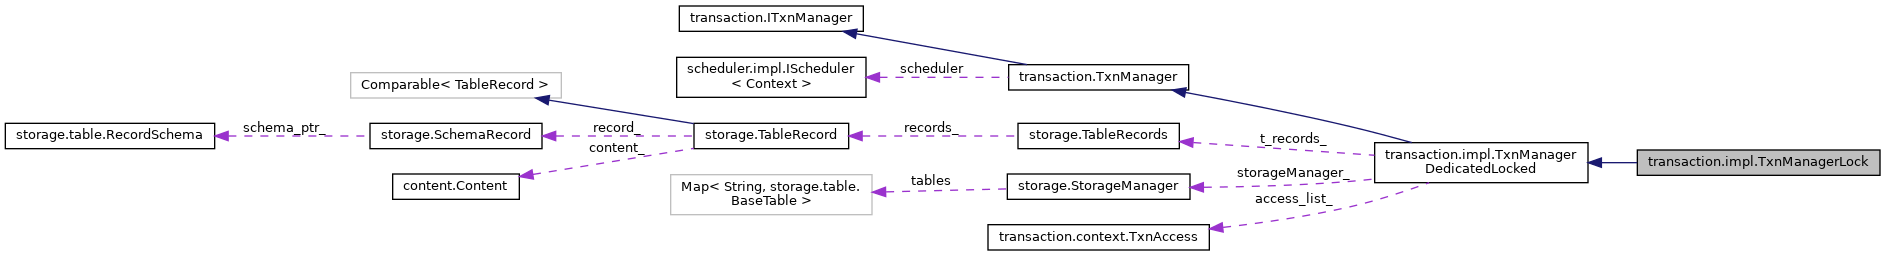 transaction.ITxnManager
scheduler.impl.IScheduler
< Context >
scheduler
transaction.TxnManager
Comparable< TableRecord >
storage.table.RecordSchema
schema_ptr_
storage.SchemaRecord
record_
content_
storage.TableRecord
records_
storage.TableRecords
t_records_
transaction.impl.TxnManager
DedicatedLocked
transaction.impl.TxnManagerLock
content.Content
Map< String, storage.table.
BaseTable >
tables
storage.StorageManager
storageManager_
access_list_
transaction.context.TxnAccess